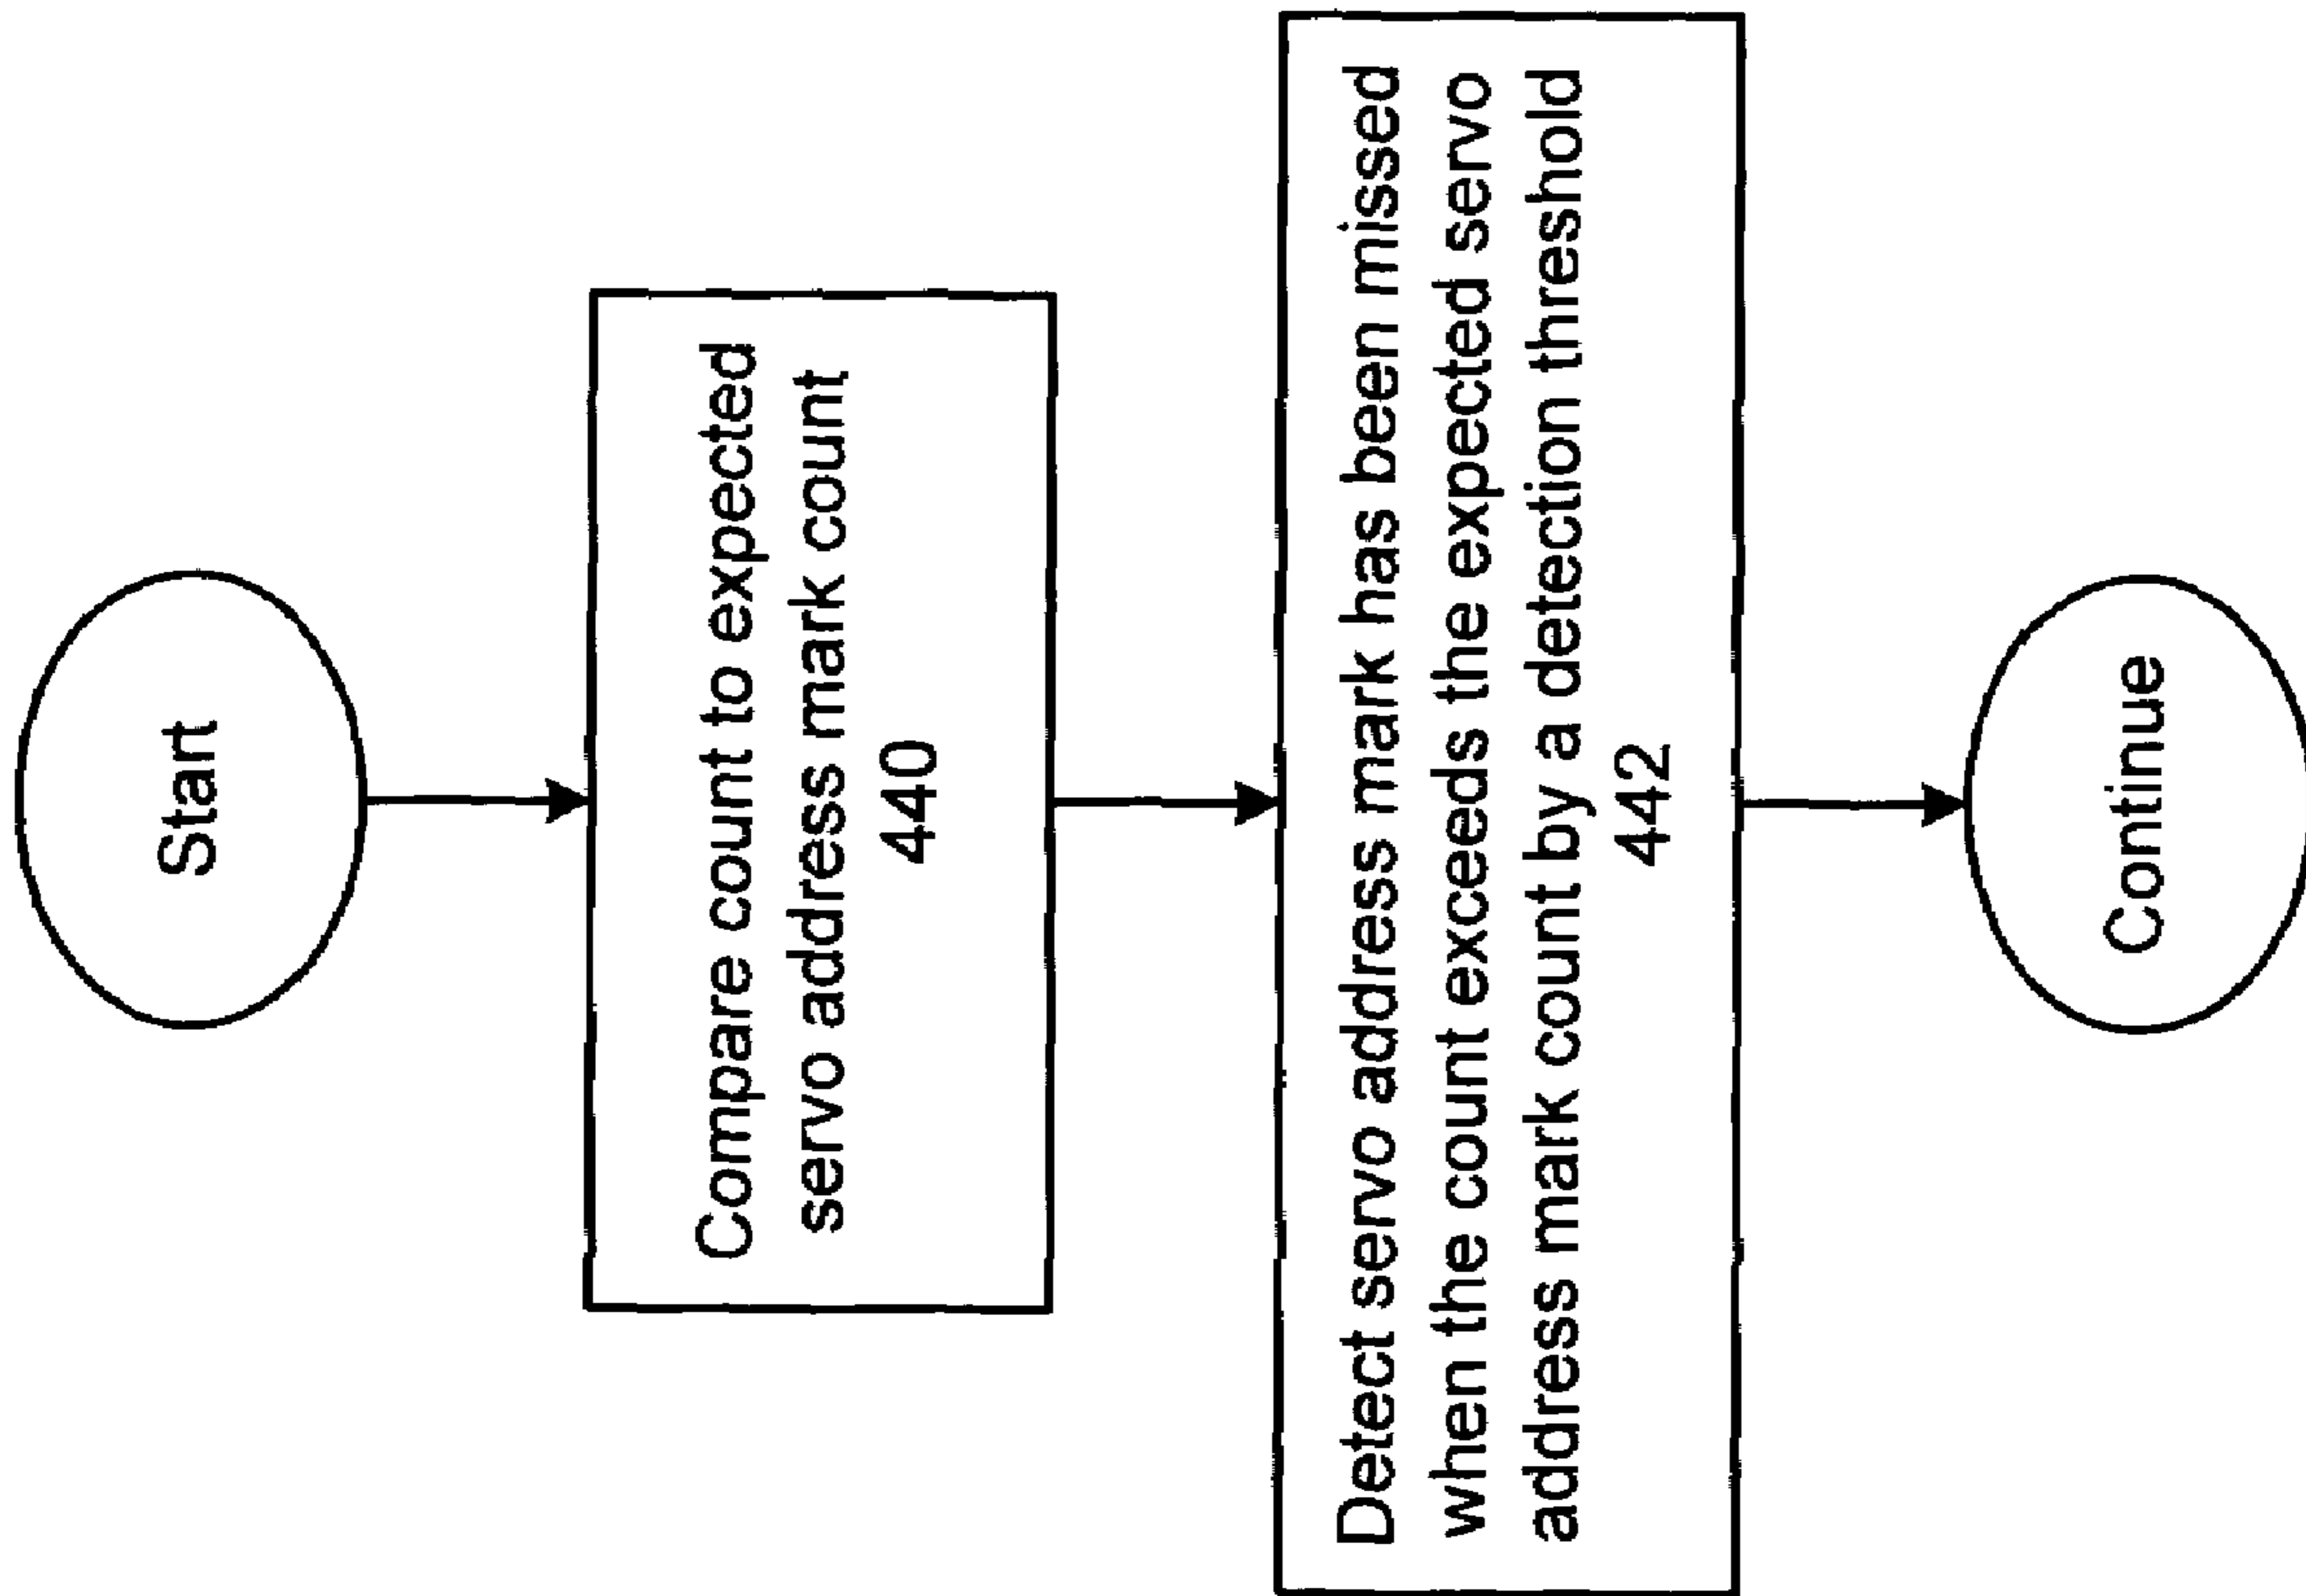 Start
Compare count to expected
servo address mark count
440
Detect servo address mark has been missed
when the count exceeds the expected servo
address mark count by a detection threshold
442
Continue